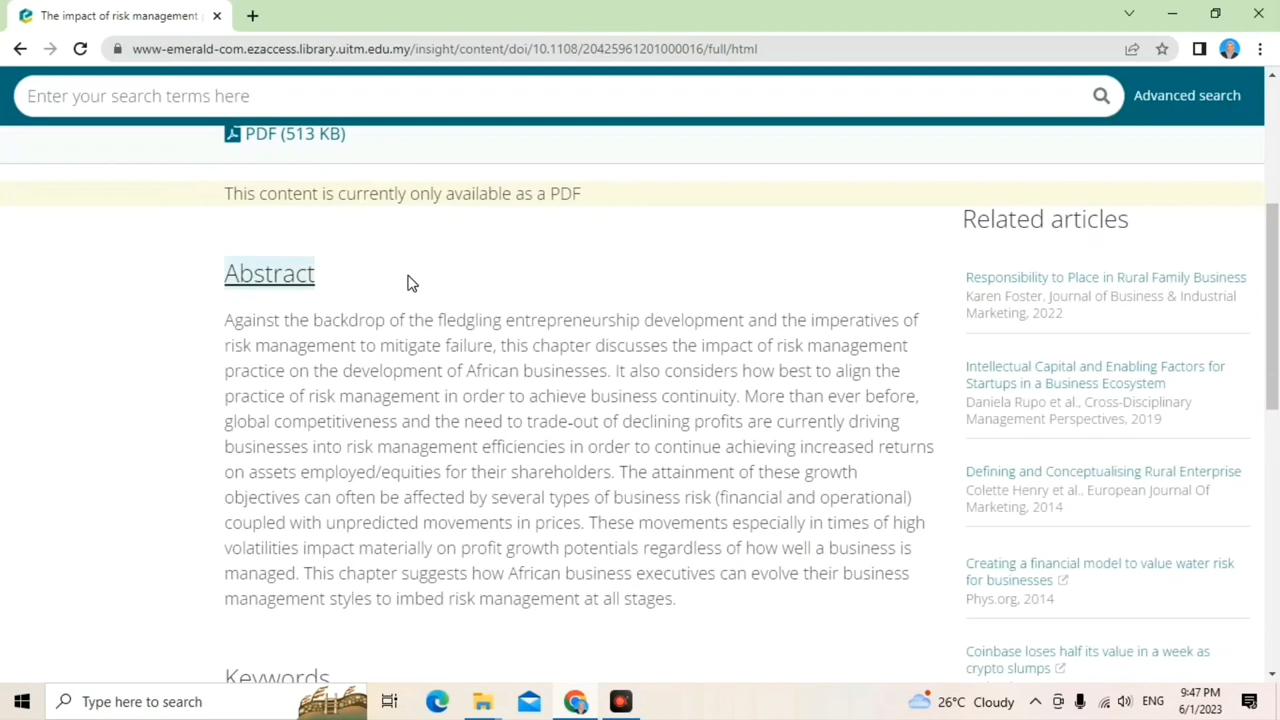 The impact of risk management
www-emerald-com.ezaccess.library.uitm.edu.my/insight/content/doi/10.1108/20425961201000016/full/html
Enter your search terms here
Advanced search
PDF (513 KB)
This content is currently only available as a PDF
Abstract
Against the backdrop of the fledgling entrepreneurship development and the imperatives of
risk management to mitigate failure, this chapter discusses the impact of risk management
practice on the development of African businesses. It also considers how best to align the
practice of risk management in order to achieve business continuity. More than ever before,
global competitiveness and the need to trade-out of declining profits are currently driving
businesses into risk management efficiencies in order to continue achieving increased returns
on assets employed/equities for their shareholders. The attainment of these growth
objectives can often be affected by several types of business risk (financial and operational)
coupled with unpredicted movements in prices. These movements especially in times of high
volatilities impact materially on profit growth potentials regardless of how well a business is
managed. This chapter suggests how African business executives can evolve their business
management styles to imbed risk management at all stages.
Keywords
Related articles
Responsibility to Place in Rural Family Business
Karen Foster, Journal of Business & Industrial
Marketing, 2022
Intellectual Capital and Enabling Factors for
Startups in a Business Ecosystem
Daniela Rupo et al., Cross-Disciplinary
Management Perspectives, 2019
Defining and Conceptualising Rural Enterprise
Colette Henry et al., European Journal Of
Marketing, 2014
Creating a financial model to value water risk
for businesses
Phys.org, 2014
Coinbase loses half its value in a week as
crypto slumps
Type here to search
26°C Cloudy
ENG
9:47 PM
6/1/2023